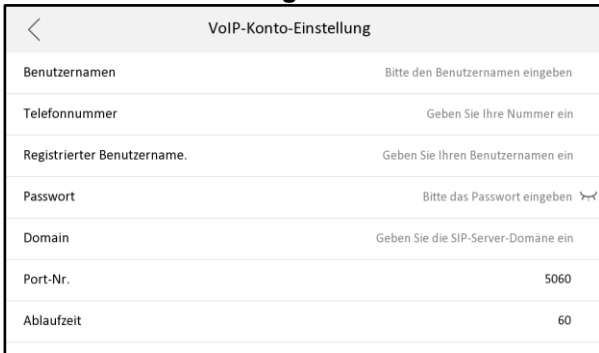 VoIP-Konto-Einstellung
Benutzernamen Bitte den Benutzernamen eingeben
Telefonnummer Geben Sie Ihre Nummer ein
Registrierter Benutzername. Geben Sie Ihren Benutzernamen ein
Passwort Bitte das Passwort eingeben
Domain Geben Sie die SIP-Server-Domäne ein
Port-Nr. 5060
Ablaufzeit 60